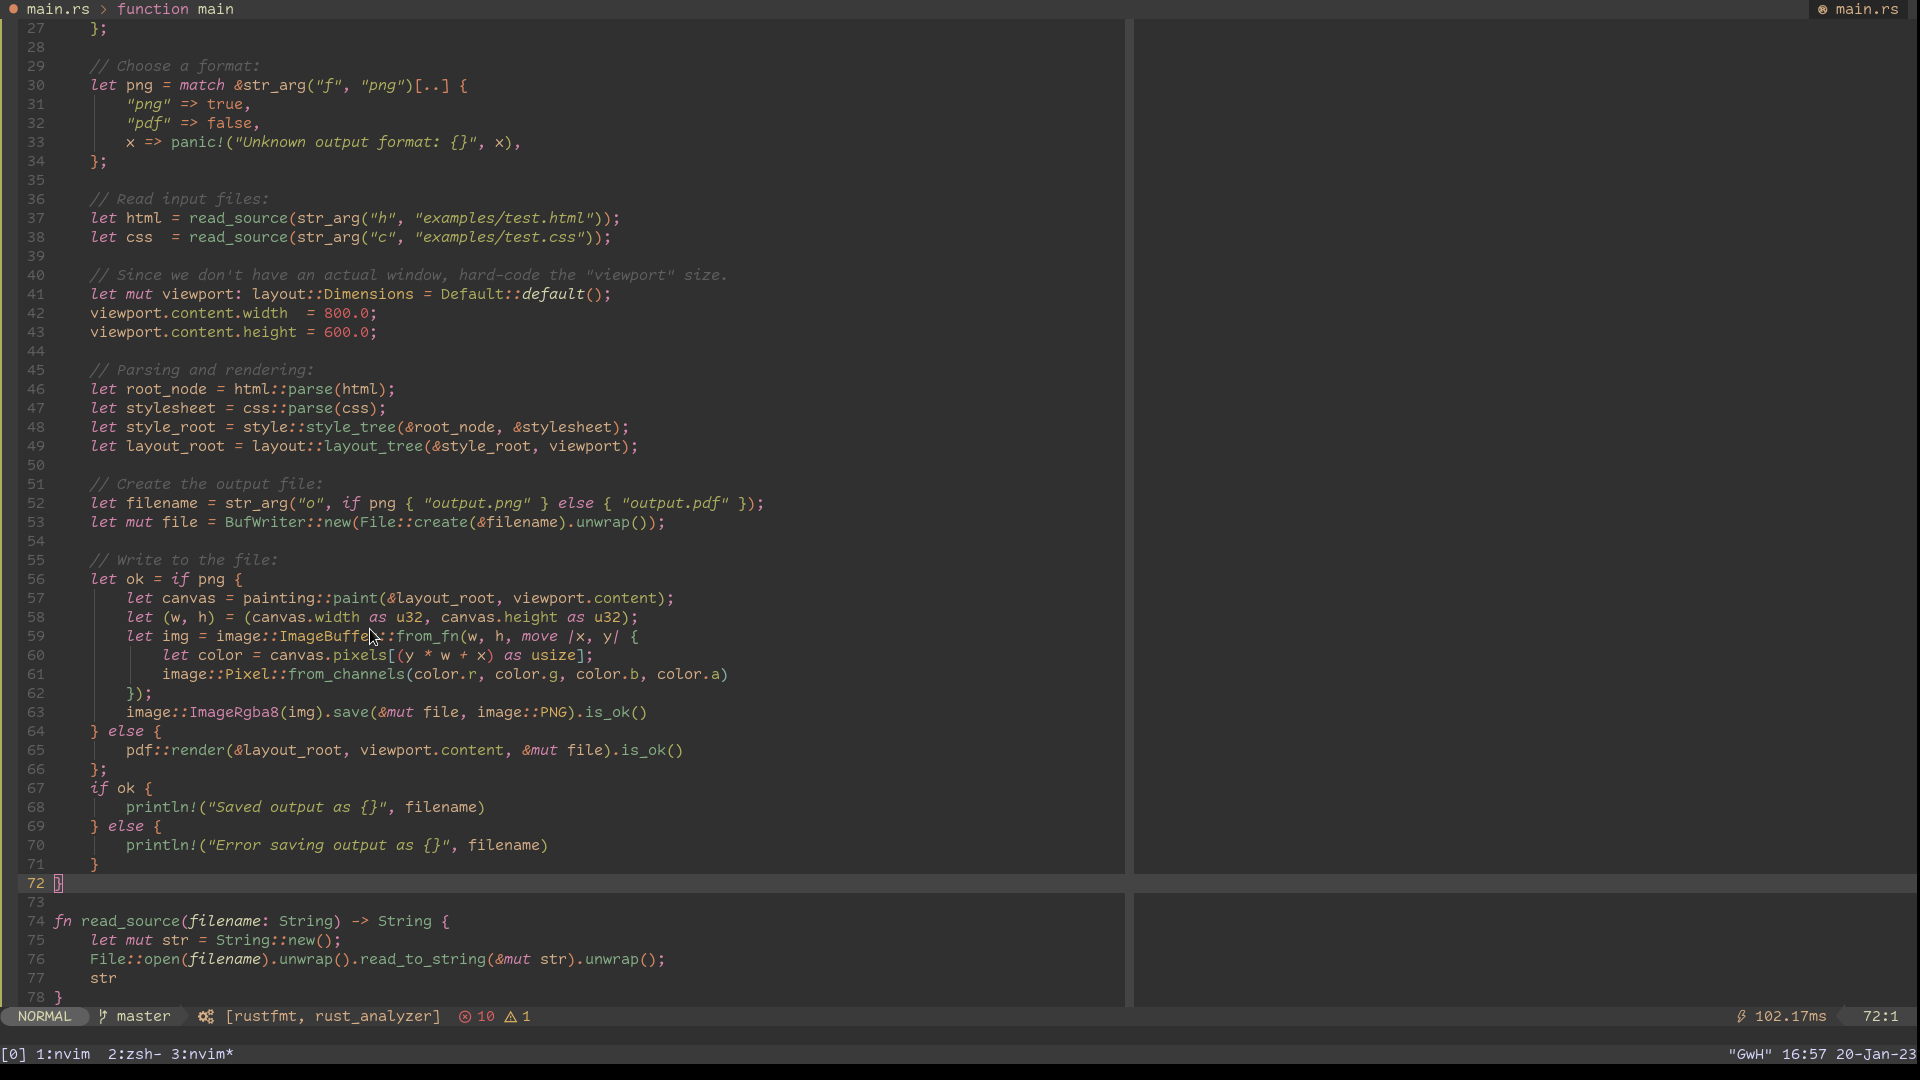 main.rs > function main main.rs
27 };
28
29 // Choose a format:
30 let png = match &str_arg("f", "png")[..] {
31 "png" => true,
32 "pdf" => false,
33 x => panic!("Unknown output format: {}", x),
34 };
35
36 // Read input files:
37 let html = read_source(str_arg("h", "examples/test.html"));
38 let css  = read_source(str_arg("c", "examples/test.css"));
39
40 // Since we don't have an actual window, hard-code the "viewport" size.
41 let mut viewport: layout::Dimensions = Default::default();
42 viewport.content.width  = 800.0;
43 viewport.content.height = 600.0;
44
45 // Parsing and rendering:
46 let root_node = html::parse(html);
47 let stylesheet = css::parse(css);
48 let style_root = style::style_tree(&root_node, &stylesheet);
49 let layout_root = layout::layout_tree(&style_root, viewport);
50
51 // Create the output file:
52 let filename = str_arg("o", if png { "output.png" } else { "output.pdf" });
53 let mut file = BufWriter::new(File::create(&filename).unwrap());
54
55 // Write to the file:
56 let ok = if png {
57 let canvas = painting::paint(&layout_root, viewport.content);
58 let (w, h) = (canvas.width as u32, canvas.height as u32);
59 let img = image::ImageBuffer::from_fn(w, h, move |x, y| {
60 let color = canvas.pixels[(y * w + x) as usize];
61 image::Pixel::from_channels(color.r, color.g, color.b, color.a)
62 });
63 image::ImageRgba8(img).save(&mut file, image::PNG).is_ok()
64 } else {
65 pdf::render(&layout_root, viewport.content, &mut file).is_ok()
66 };
67 if ok {
68 println!("Saved output as {}", filename)
69 } else {
70 println!("Error saving output as {}", filename)
71 }
72 }
73
74 fn read_source(filename: String) -> String {
75 let mut str = String::new();
76 File::open(filename).unwrap().read_to_string(&mut str).unwrap();
77 str
78 }
NORMAL master [rustfmt, rust_analyzer] 10 1 102.17ms 72:1
[0] 1:nvim  2:zsh- 3:nvim* "GwH" 16:57 20-Jan-23